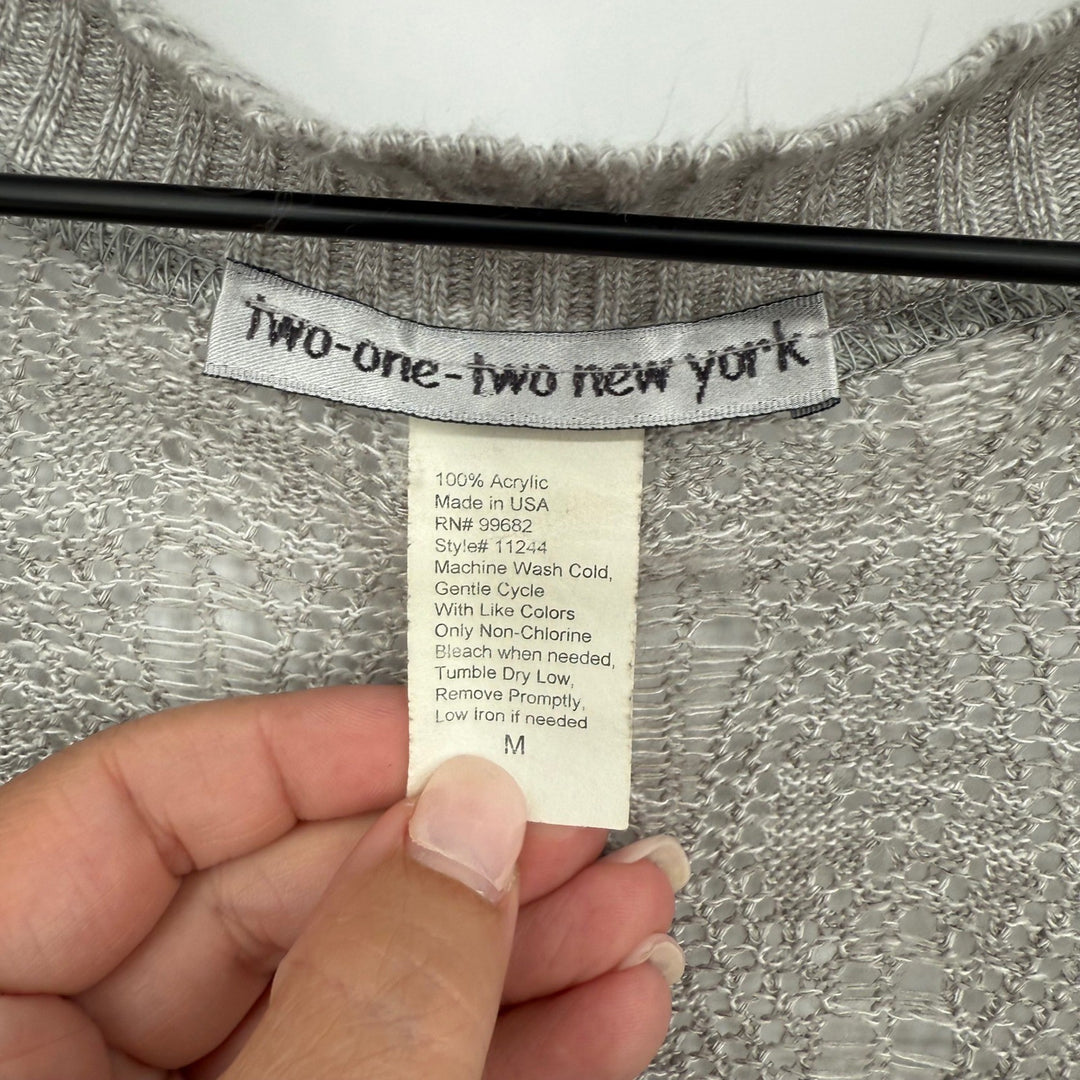 two-one-two new york
100% Acrylic
Made in USA
RN# 99682
Style# 11244
Machine Wash Cold,
Gentle Cycle
With Like Colors
Only Non-Chlorine
Bleach when needed,
Tumble Dry Low,
Remove Promptly,
Low Iron if needed
M